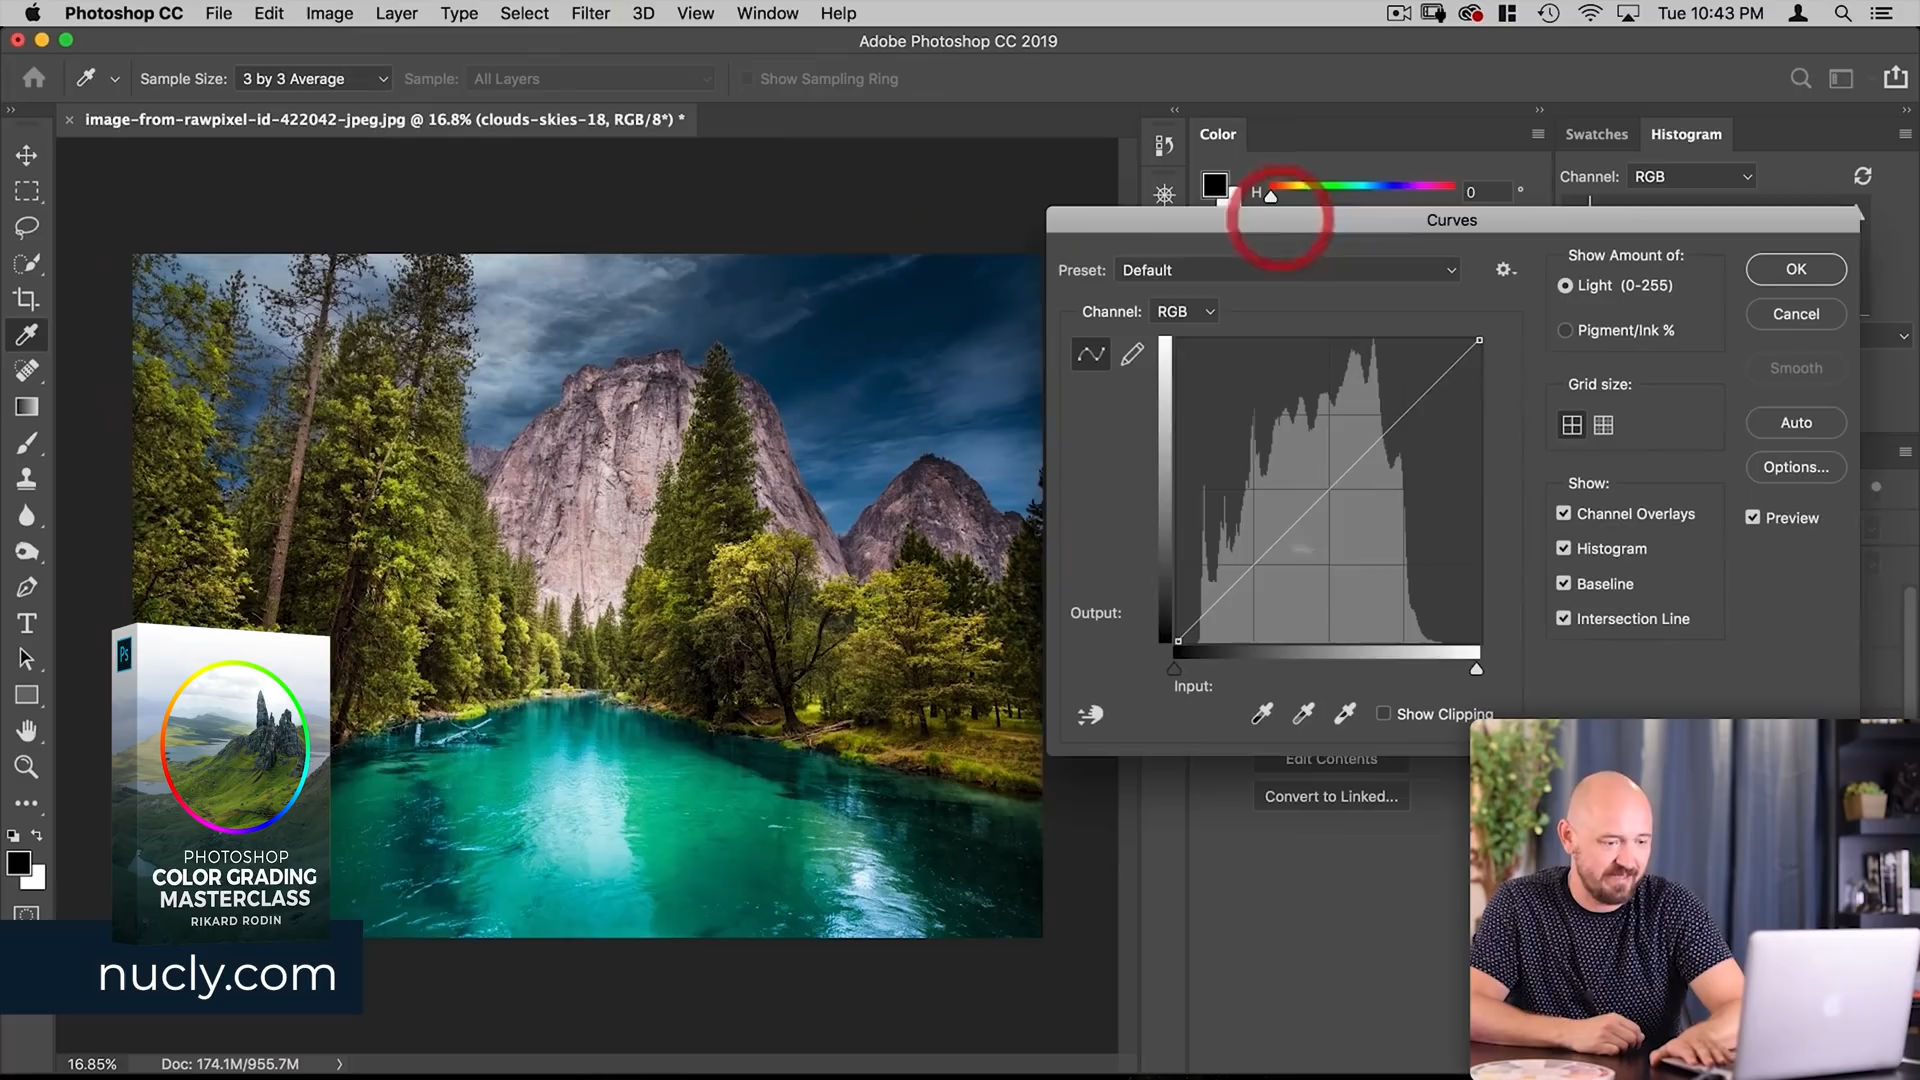 Photoshop CC File Edit Image Layer Type Select Filter 3D View Window Help Tue 10:43 PM
Adobe Photoshop CC 2019
Sample Size: 3 by 3 Average Sample: All Layers Show Sampling Ring
image-from-rawpixel-id-422042-jpeg.jpg @ 16.8% (clouds-skies-18, RGB/8*) *
Color
Swatches Histogram
H 0 °
Channel: RGB
Curves
Preset: Default
Channel: RGB
Output:
Input:
Show Clipping
Show Amount of:
Light (0-255)
Pigment/Ink %
Grid size:
Show:
Channel Overlays
Histogram
Baseline
Intersection Line
OK
Cancel
Smooth
Auto
Options...
Preview
Edit Contents
Convert to Linked...
Ps
PHOTOSHOP
COLOR GRADING
MASTERCLASS
RIKARD RODIN
nucly.com
16.85% Doc: 174.1M/955.7M